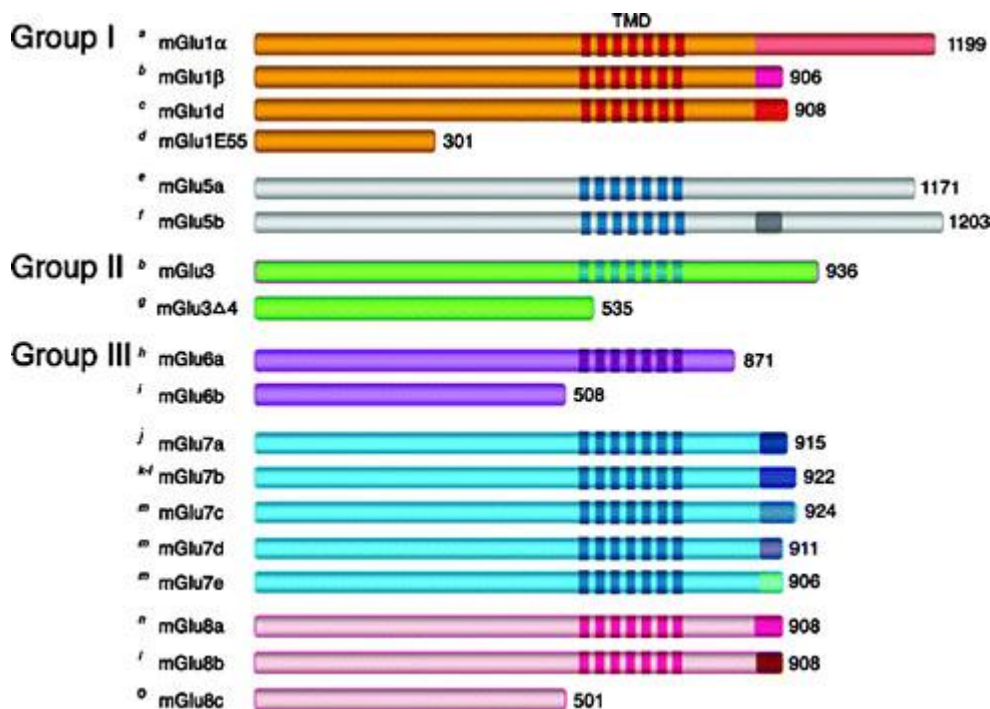 TMD
Group I a mGlu1α 1199
b mGlu1β 906
c mGlu1d 908
d mGlu1E55 301
e mGlu5a 1171
f mGlu5b 1203
Group II b mGlu3 936
g mGlu3Δ4 535
Group III h mGlu6a 871
i mGlu6b 508
j mGlu7a 915
k-l mGlu7b 922
m mGlu7c 924
m mGlu7d 911
m mGlu7e 906
n mGlu8a 908
l mGlu8b 908
o mGlu8c 501